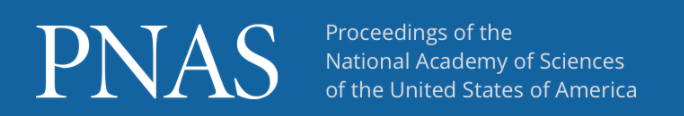 PNAS
Proceedings of the
National Academy of Sciences
of the United States of America